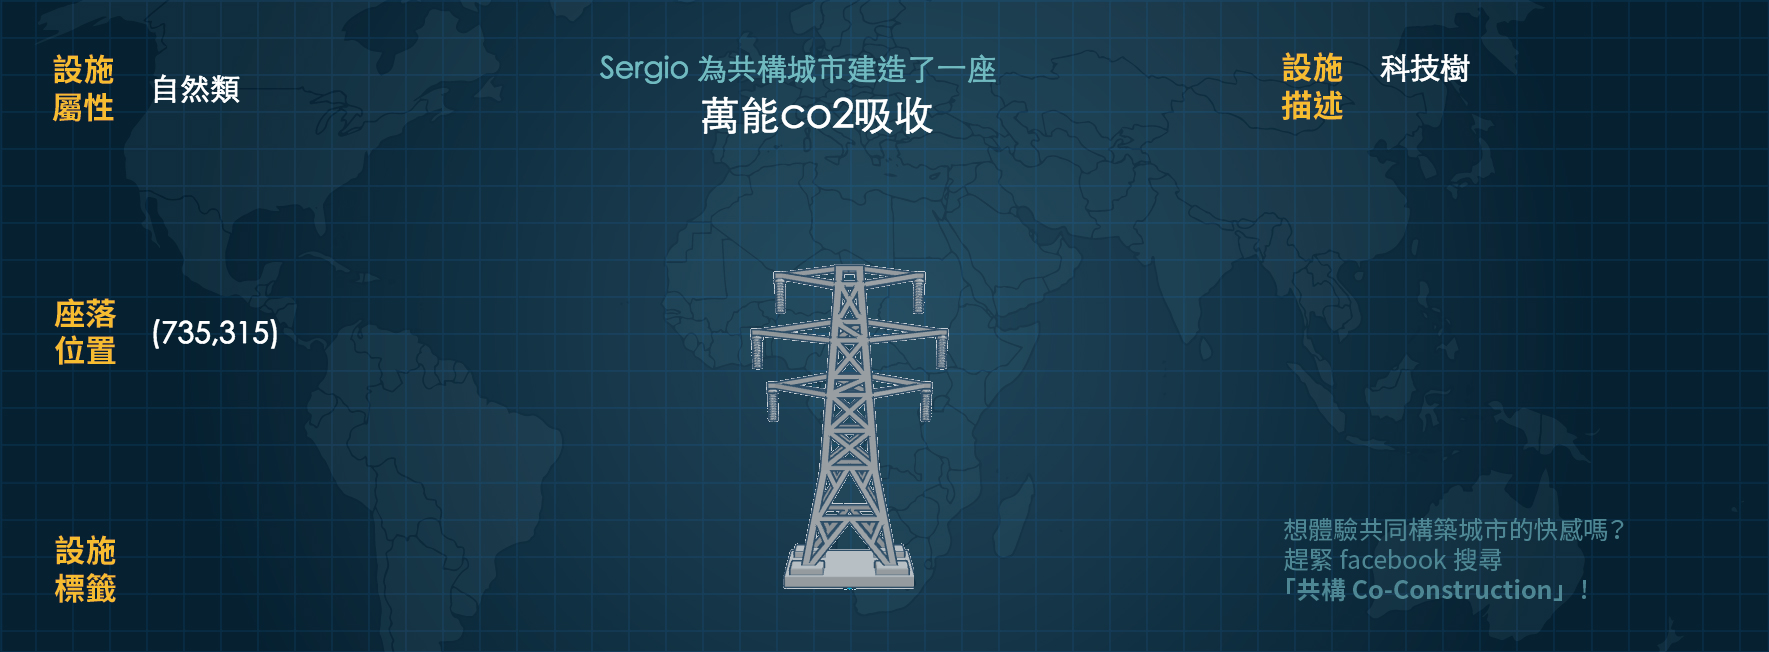 設施
屬性
自然類
Sergio 為共構城市建造了一座
萬能co2吸收
設施
描述
科技樹
座落
位置
(735,315)
設施
標籤
想體驗共同構築城市的快感嗎？
趕緊 facebook 搜尋
「共構 Co-Construction」！